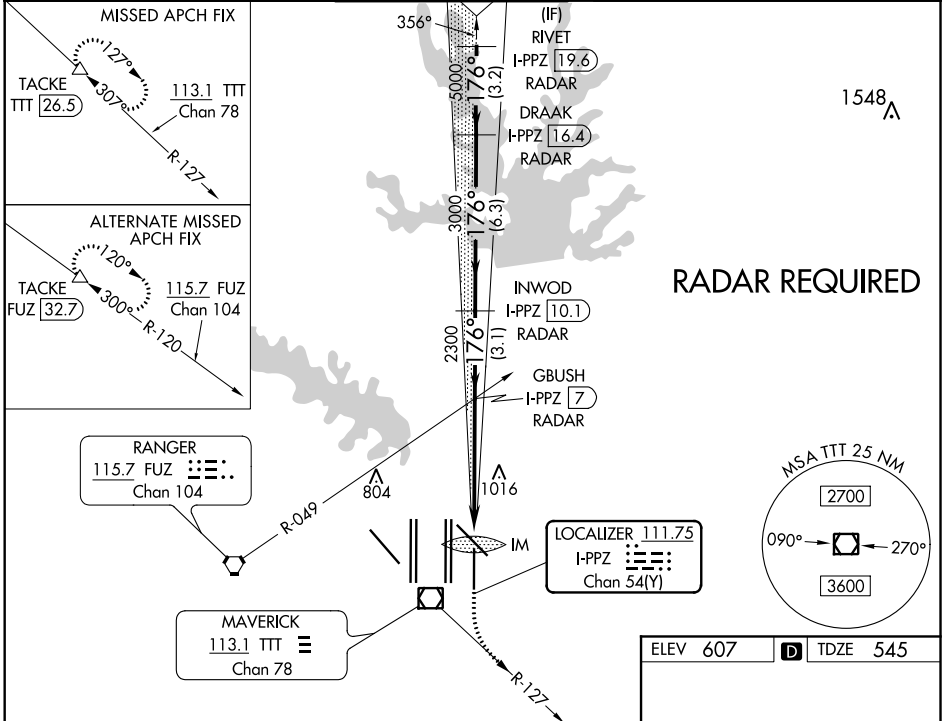 MISSED APCH FIX
127°
TACKE
TTT 26.5
307°
113.1 TTT
Chan 78
R-127
ALTERNATE MISSED
APCH FIX
120°
TACKE
FUZ 32.7
300°
115.7 FUZ
Chan 104
R-120
356°
(IF)
RIVET
I-PPZ 19.6
RADAR
5000
176°
(3.2)
DRAAK
I-PPZ 16.4
RADAR
3000
176°
(6.3)
INWOD
I-PPZ 10.1
RADAR
2300
176°
(3.1)
GBUSH
I-PPZ 7
RADAR
1548
RADAR REQUIRED
RANGER
115.7 FUZ
Chan 104
R-049
804
1016
IM
LOCALIZER 111.75
I-PPZ
Chan 54(Y)
MAVERICK
113.1 TTT
Chan 78
R-127
MSA TTT 25 NM
2700
090°
270°
3600
ELEV 607 D TDZE 545